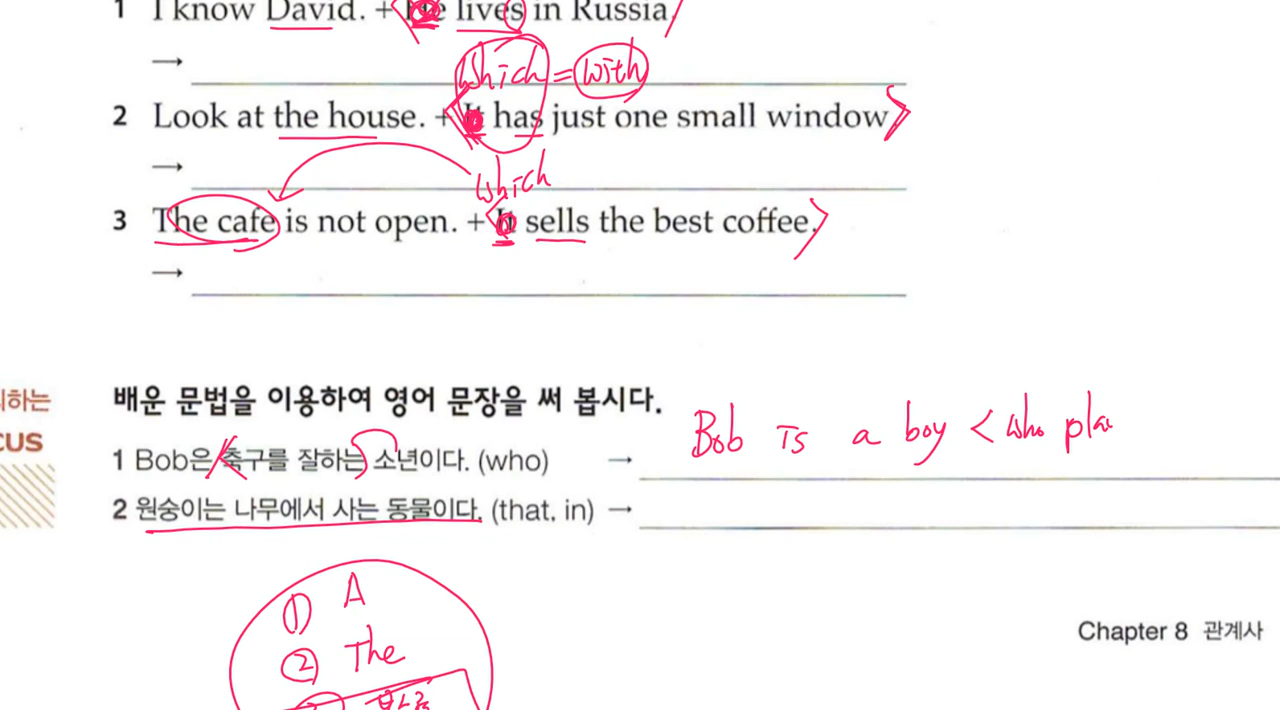 1 I know David. + lives in Russia
→
which = with
2 Look at the house. + It has just one small window
→
which
3 The cafe is not open. + It sells the best coffee.
→
하는
CUS
배운 문법을 이용하여 영어 문장을 써 봅시다.
1 Bob은 축구를 잘하는 소년이다. (who) → Bob is a boy < who pla
2 원숭이는 나무에서 사는 동물이다. (that, in) →
① A
② The
Chapter 8 관계사